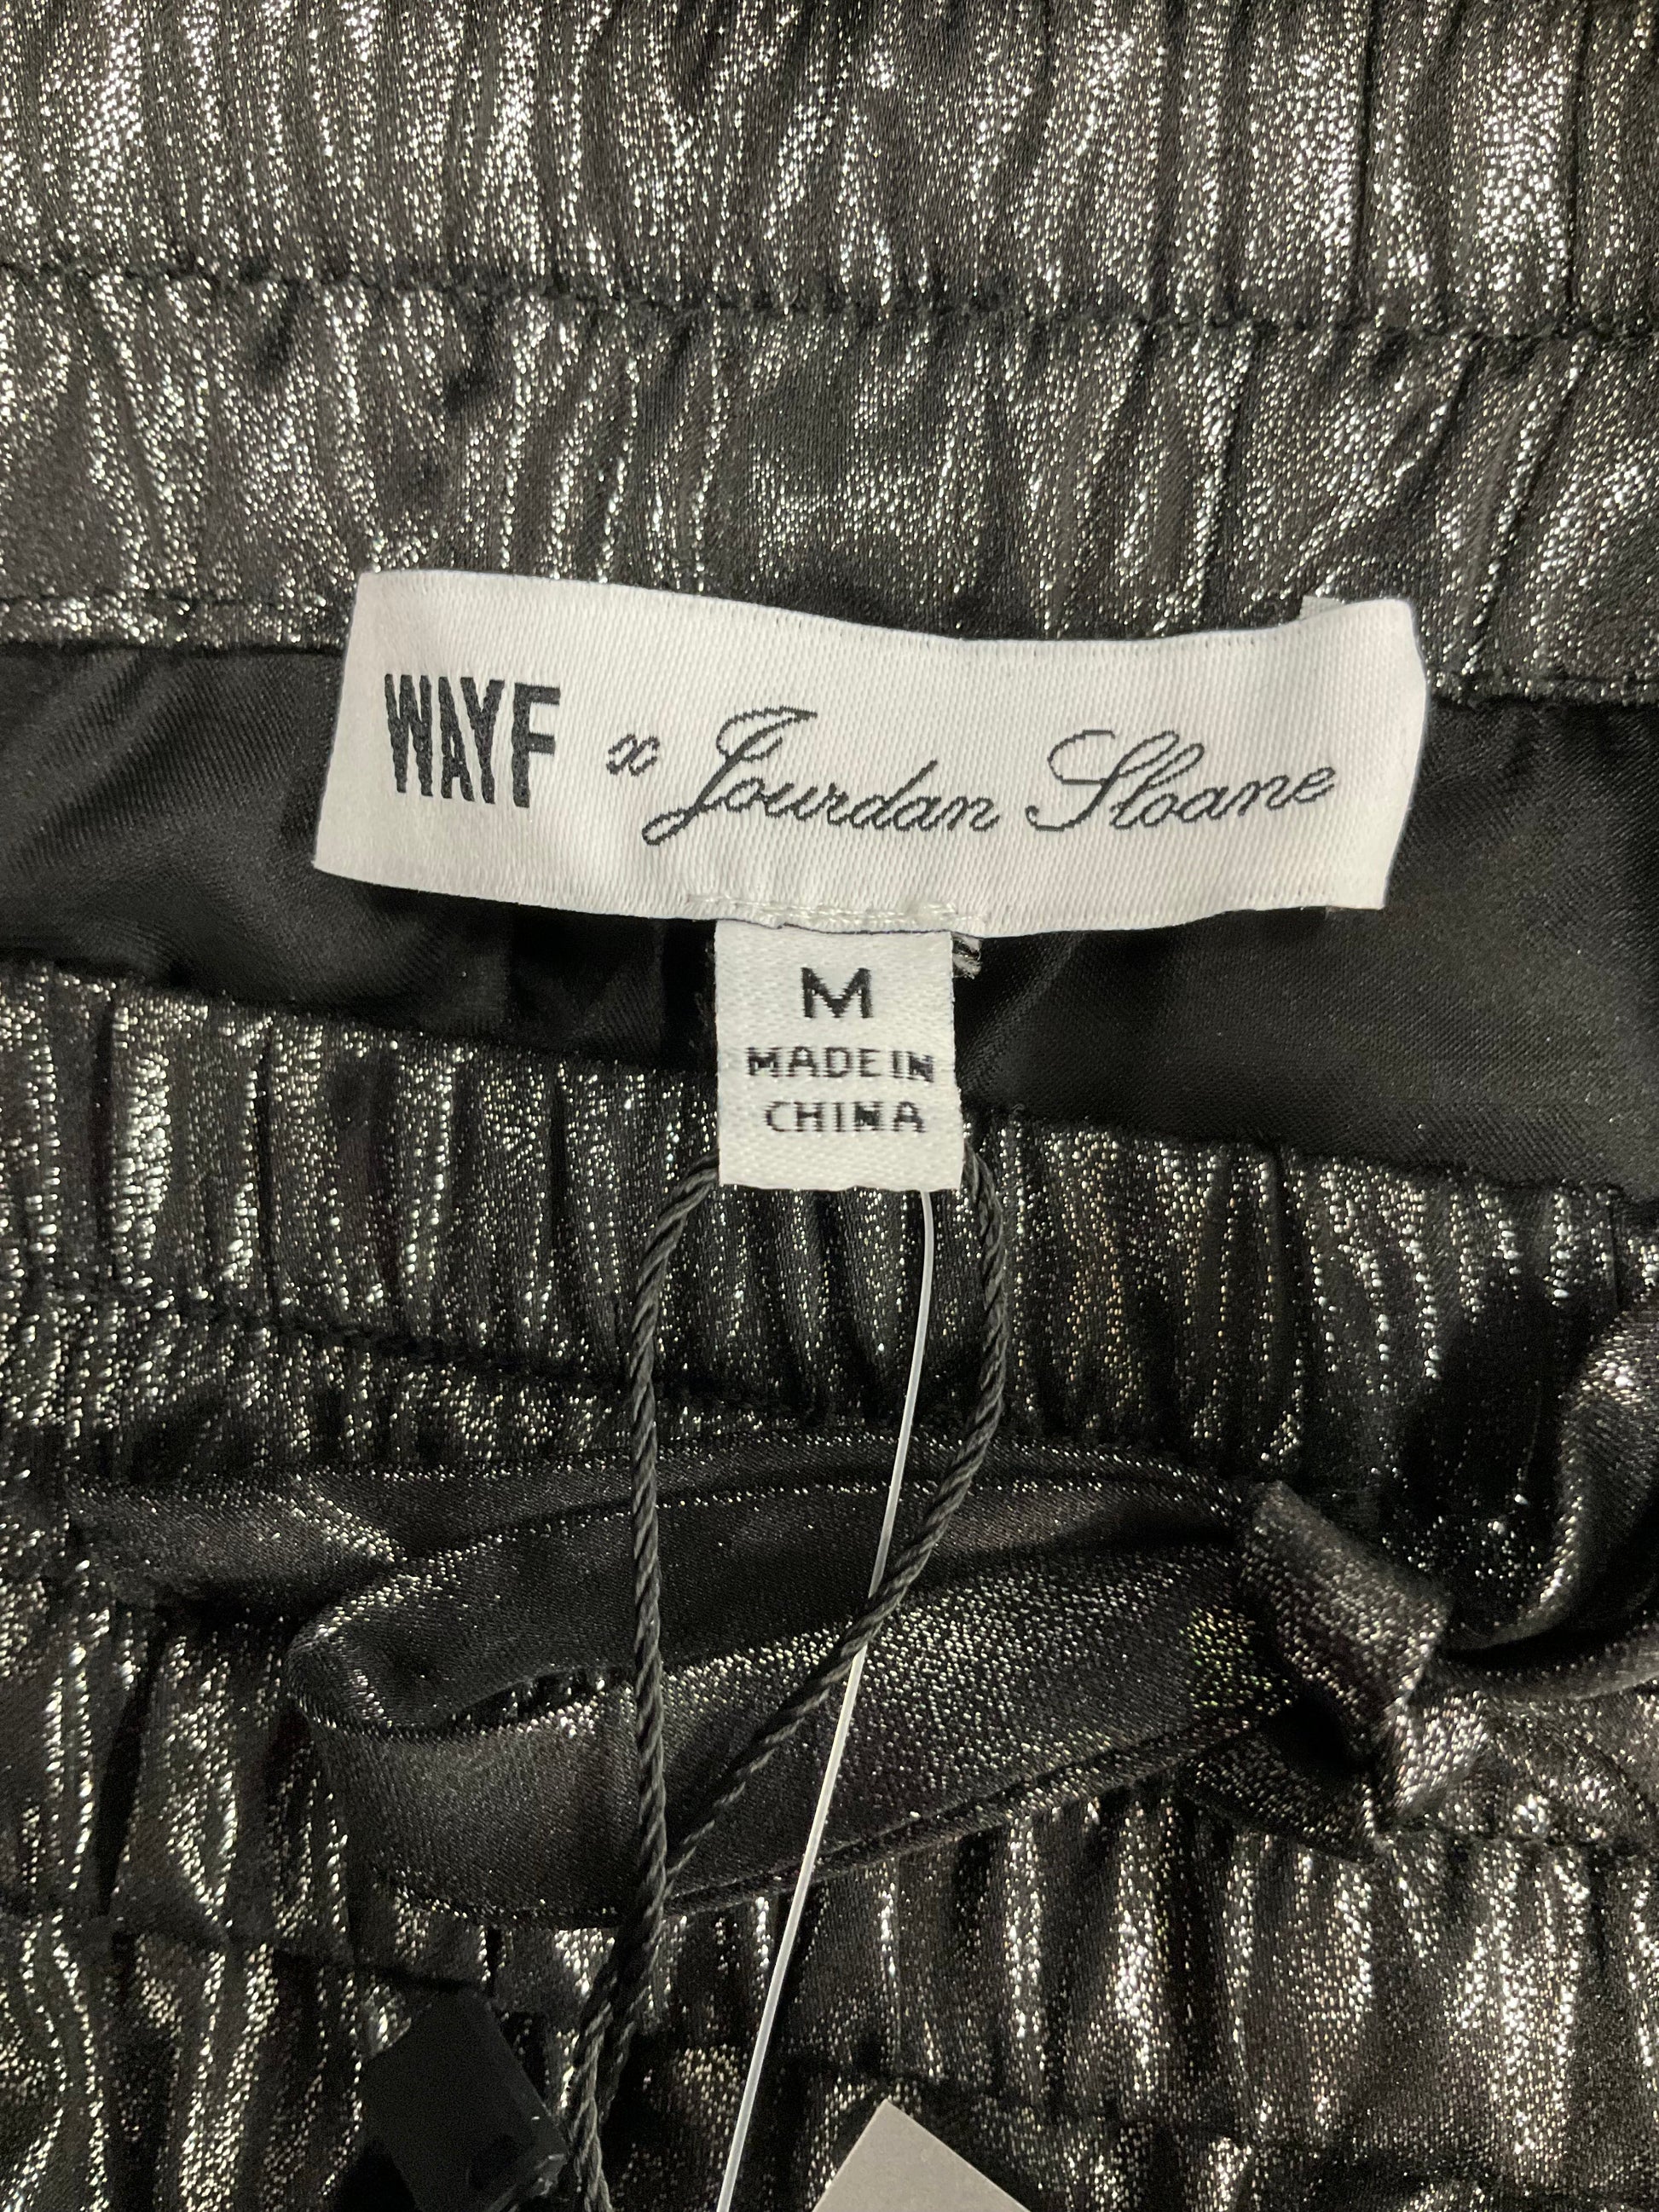 WAYF x Jourdan Sloane
M
MADE IN
CHINA